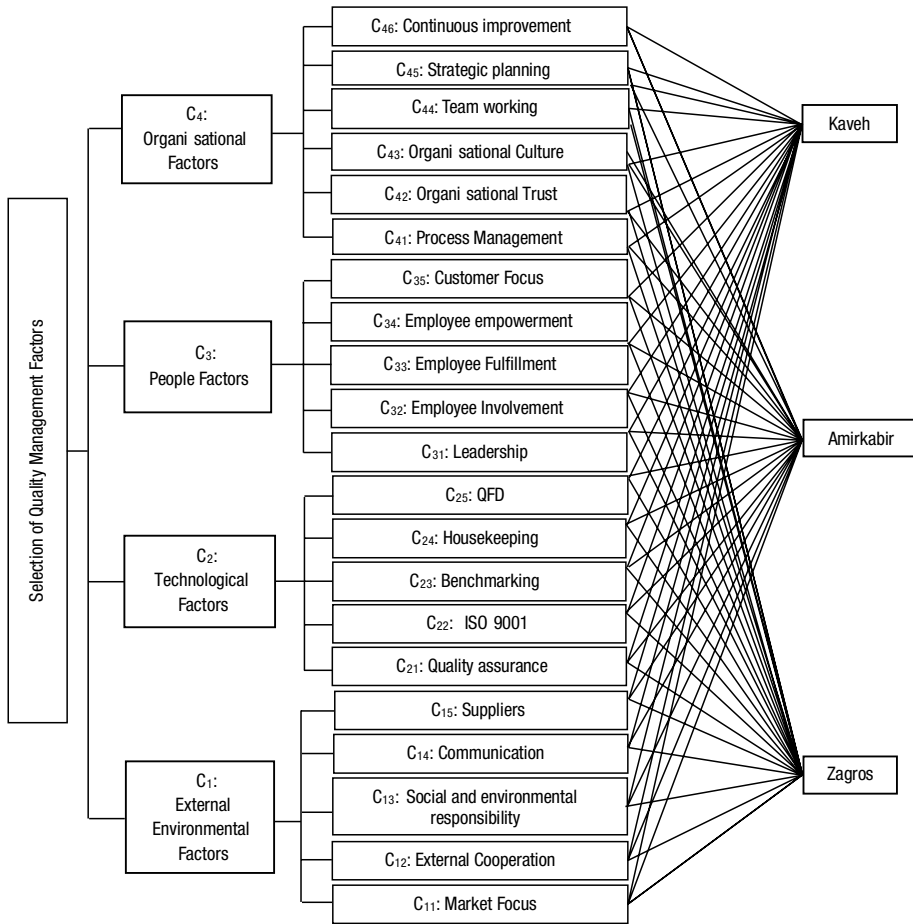 Selection of Quality Management Factors
C₄:
Organi sational
Factors
C₃:
People Factors
C₂:
Technological
Factors
C₁:
External
Environmental
Factors
C₄₆: Continuous improvement
C₄₅: Strategic planning
C₄₄: Team working
C₄₃: Organi sational Culture
C₄₂: Organi sational Trust
C₄₁: Process Management
C₃₅: Customer Focus
C₃₄: Employee empowerment
C₃₃: Employee Fulfillment
C₃₂: Employee Involvement
C₃₁: Leadership
C₂₅: QFD
C₂₄: Housekeeping
C₂₃: Benchmarking
C₂₂: ISO 9001
C₂₁: Quality assurance
C₁₅: Suppliers
C₁₄: Communication
C₁₃: Social and environmental
responsibility
C₁₂: External Cooperation
C₁₁: Market Focus
Kaveh
Amirkabir
Zagros